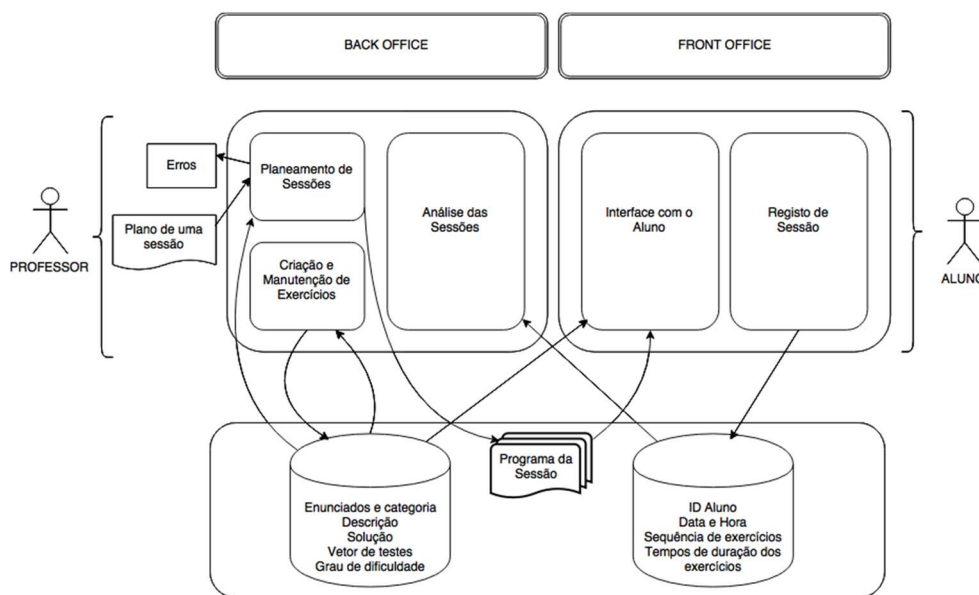 BACK OFFICE
FRONT OFFICE
Erros
Plano de uma
sessão
PROFESSOR
Planeamento de
Sessões
Criação e
Manutenção de
Exercícios
Análise das
Sessões
Interface com o
Aluno
Registo de
Sessão
ALUNO
Enunciados e categoria
Descrição
Solução
Vetor de testes
Grau de dificuldade
Programa da
Sessão
ID Aluno
Data e Hora
Sequência de exercícios
Tempos de duração dos
exercícios